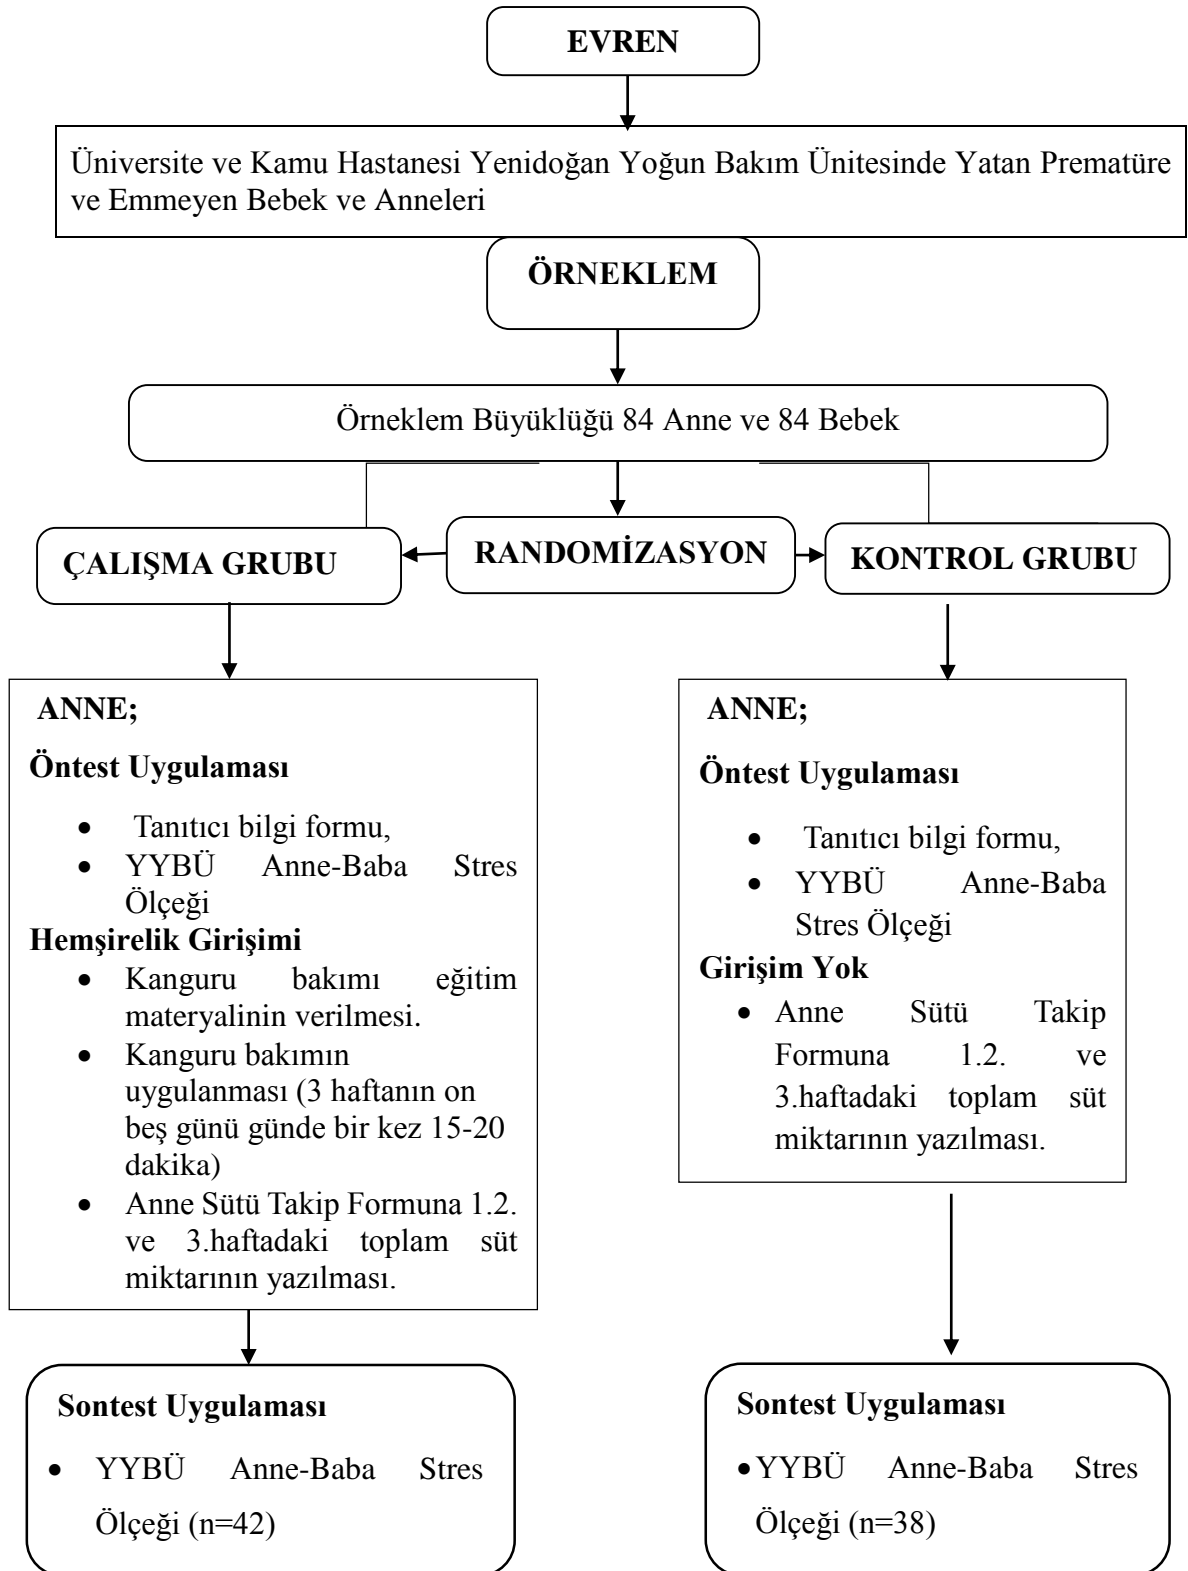 EVREN
Üniversite ve Kamu Hastanesi Yenidoğan Yoğun Bakım Ünitesinde Yatan Prematüre
ve Emmeyen Bebek ve Anneleri
ÖRNEKLEM
Örneklem Büyüklüğü 84 Anne ve 84 Bebek
ÇALIŞMA GRUBU
RANDOMİZASYON
KONTROL GRUBU
ANNE;
Öntest Uygulaması
• Tanıtıcı bilgi formu,
• YYBÜ Anne-Baba Stres
Ölçeği
Hemşirelik Girişimi
• Kanguru bakımı eğitim
materyalinin verilmesi.
• Kanguru bakımın
uygulanması (3 haftanın on
beş günü günde bir kez 15-20
dakika)
• Anne Sütü Takip Formuna 1.2.
ve 3.haftadaki toplam süt
miktarının yazılması.
ANNE;
Öntest Uygulaması
• Tanıtıcı bilgi formu,
• YYBÜ Anne-Baba
Stres Ölçeği
Girişim Yok
• Anne Sütü Takip
Formuna 1.2. ve
3.haftadaki toplam süt
miktarının yazılması.
Sontest Uygulaması
• YYBÜ Anne-Baba Stres
Ölçeği (n=42)
Sontest Uygulaması
• YYBÜ Anne-Baba Stres
Ölçeği (n=38)